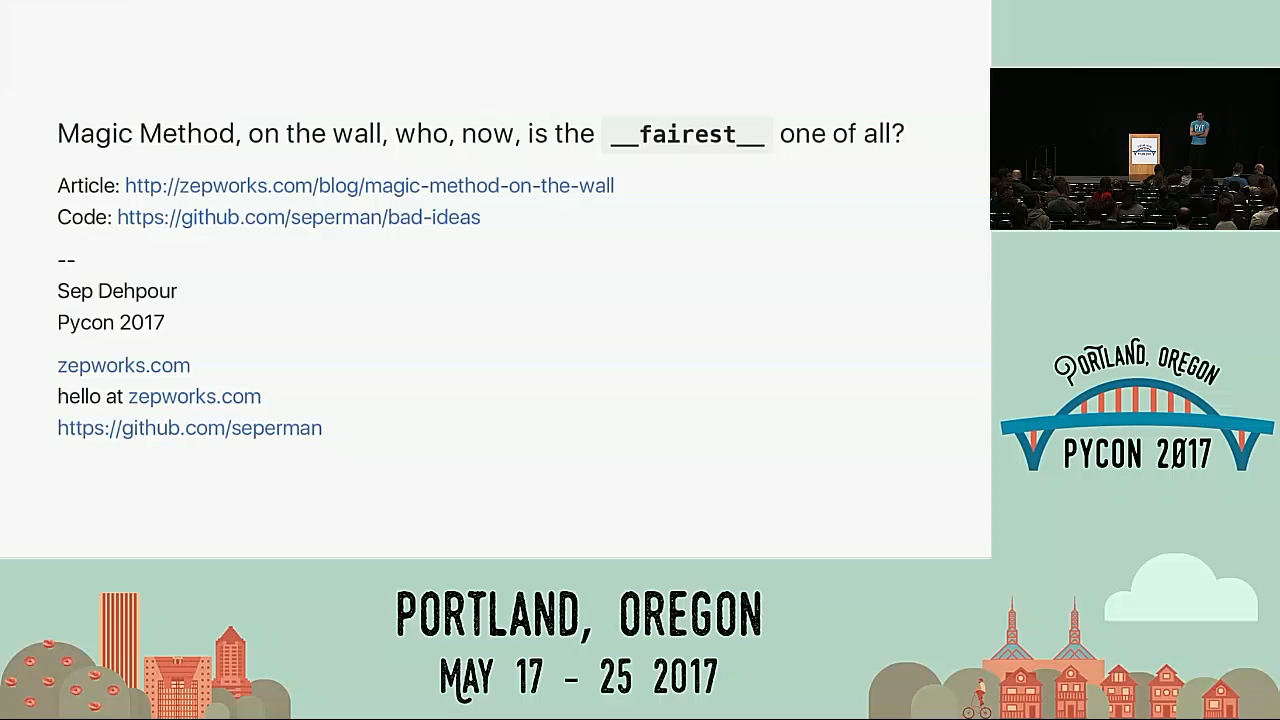 Magic Method, on the wall, who, now, is the __fairest__ one of all?
Article: http://zepworks.com/blog/magic-method-on-the-wall
Code: https://github.com/seperman/bad-ideas
--
Sep Dehpour
Pycon 2017
zepworks.com
hello at zepworks.com
https://github.com/seperman
PORTLAND, OREGON
PYCON 2017
PORTLAND, OREGON
MAY 17 - 25 2017